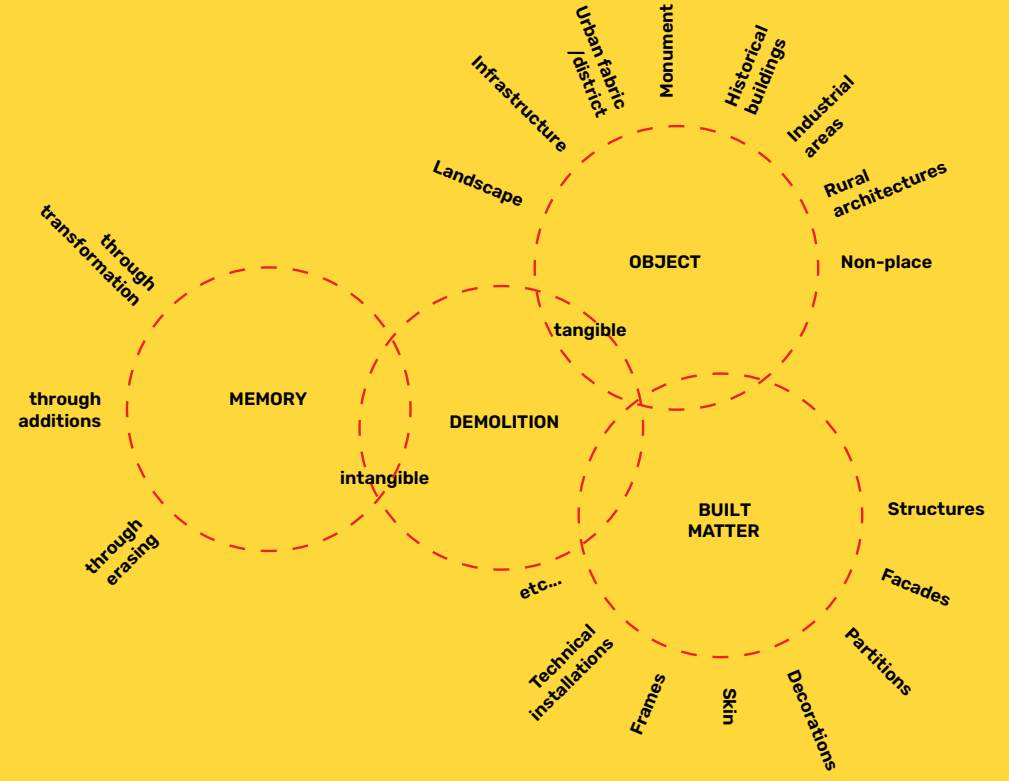 Landscape
Infrastructure
Urban fabric
/district
Monument
Historical
buildings
Industrial
areas
Rural
architectures
Non-place
OBJECT
tangible
through
transformation
through
additions
through
erasing
MEMORY
intangible
DEMOLITION
BUILT
MATTER
Structures
Facades
Partitions
Decorations
Skin
Frames
Technical
installations
etc...